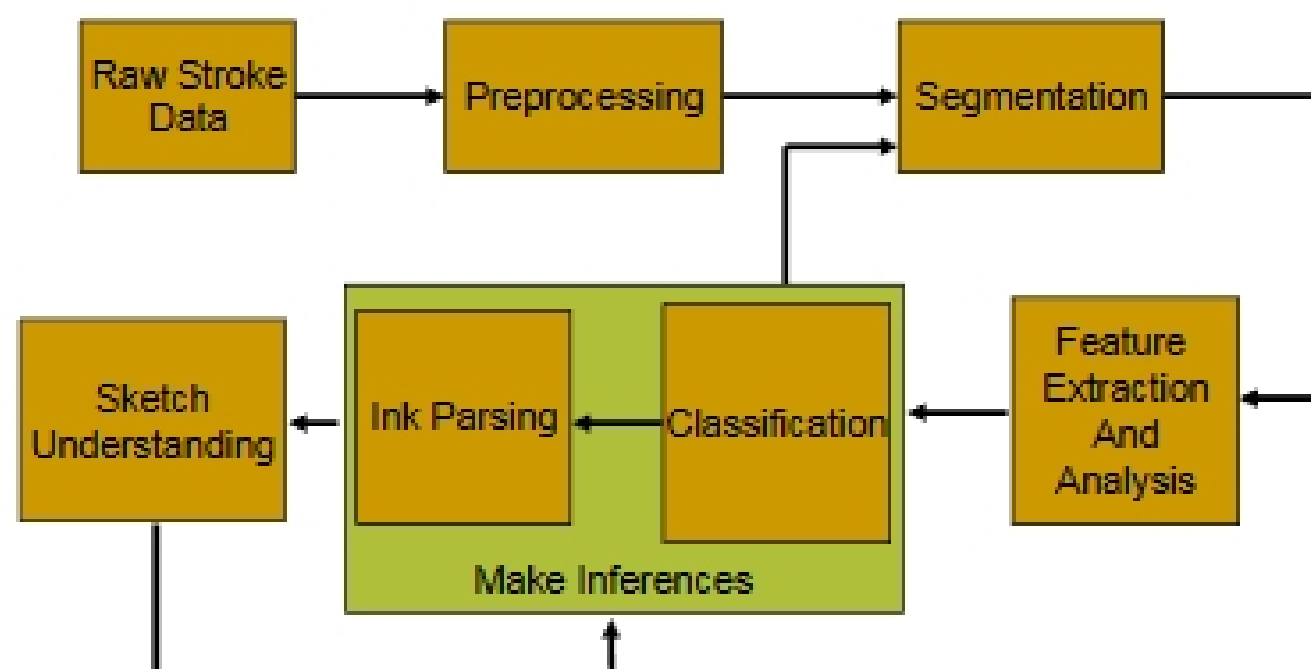 Raw Stroke
Data
Preprocessing
Segmentation
Sketch
Understanding
Ink Parsing
Classification
Make Inferences
Feature
Extraction
And
Analysis